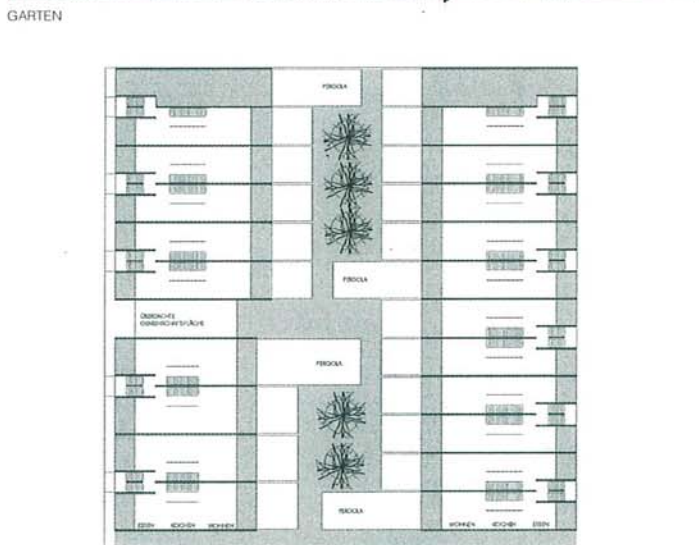 GARTEN
PERGOLA
PERGOLA
ÜBERDACHTE
GEMEINSCHAFTSFLÄCHE
PERGOLA
PERGOLA
ESSEN KOCHEN WOHNEN
WOHNEN KOCHEN ESSEN